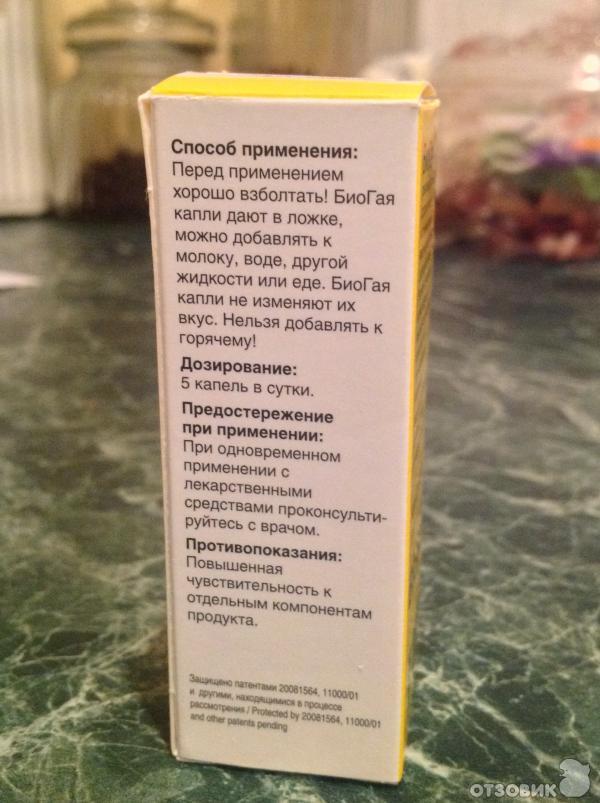 Способ применения:
Перед применением
хорошо взболтать! БиоГая
капли дают в ложке,
можно добавлять к
молоку, воде, другой
жидкости или еде. БиоГая
капли не изменяют их
вкус. Нельзя добавлять к
горячему!
Дозирование:
5 капель в сутки.
Предостережение
при применении:
При одновременном
применении с
лекарственными
средствами проконсульти-
руйтесь с врачом.
Противопоказания:
Повышенная
чувствительность к
отдельным компонентам
продукта.
Защищено патентами 20081564, 11000/01
и другими, находящимися в процессе
рассмотрения / Protected by 20081564, 11000/01
and other patents pending
ОТЗОВИК